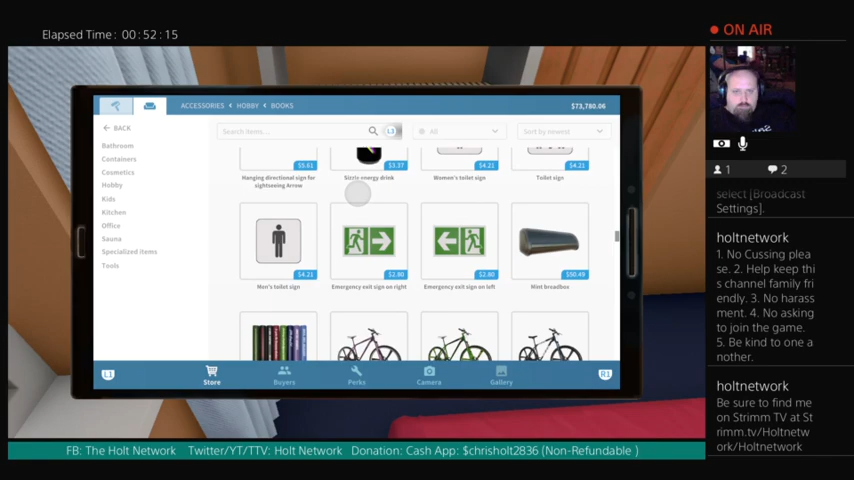 Elapsed Time: 00:52:15
ON AIR
ACCESSORIES < HOBBY < BOOKS
$73,780.06
BACK
Search items...
L3
All
Sort by newest
Bathroom
Containers
Cosmetics
Hobby
Kids
Kitchen
Office
Sauna
Specialized items
Tools
$5.61
$3.37
$4.21
$4.21
Hanging directional sign for
sightseeing Arrow
Sizzle energy drink
Women's toilet sign
Toilet sign
$4.21
$2.80
$2.80
$50.49
Men's toilet sign
Emergency exit sign on right
Emergency exit sign on left
Mint breadbox
L1
Store
Buyers
Perks
Camera
Gallery
R1
1
2
select [Broadcast
Settings].
holtnetwork
1. No Cussing plea
se. 2. Help keep thi
s channel family fri
endly. 3. No harass
ment. 4. No asking
to join the game.
5. Be kind to one a
nother.
holtnetwork
Be sure to find me
on Strimm TV at St
rimm.tv/Holtnetw
ork/Holtnetwork
FB: The Holt Network Twitter/YT/TTV: Holt Network Donation: Cash App: $chrisholt2836 (Non-Refundable )